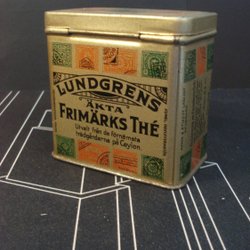 LUNDGRENS
ÄKTA
FRIMÄRKS THÉ
Utvalt från de förnämsta
trädgårdarne på Ceylon